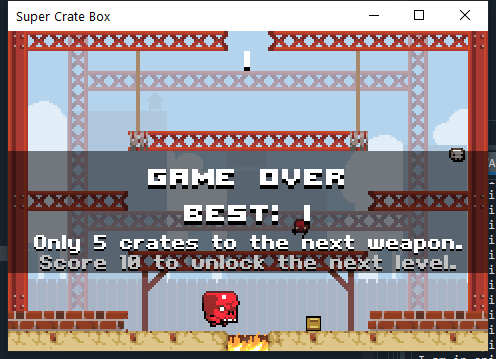 Super Crate Box
1
GAME OVER
BEST: 1
Only 5 crates to the next weapon.
Score 10 to unlock the next level.